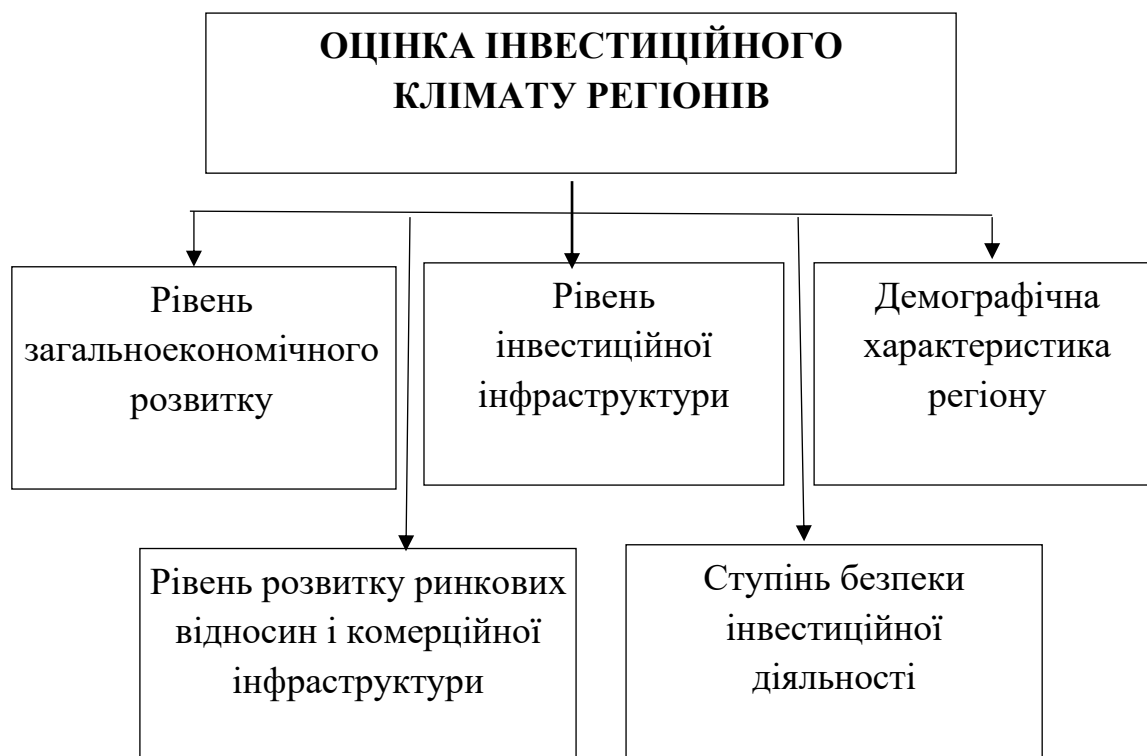 ОЦІНКА ІНВЕСТИЦІЙНОГО
КЛІМАТУ РЕГІОНІВ
Рівень
загальноекономічного
розвитку
Рівень
інвестиційної
інфраструктури
Демографічна
характеристика
регіону
Рівень розвитку ринкових
відносин і комерційної
інфраструктури
Ступінь безпеки
інвестиційної
діяльності